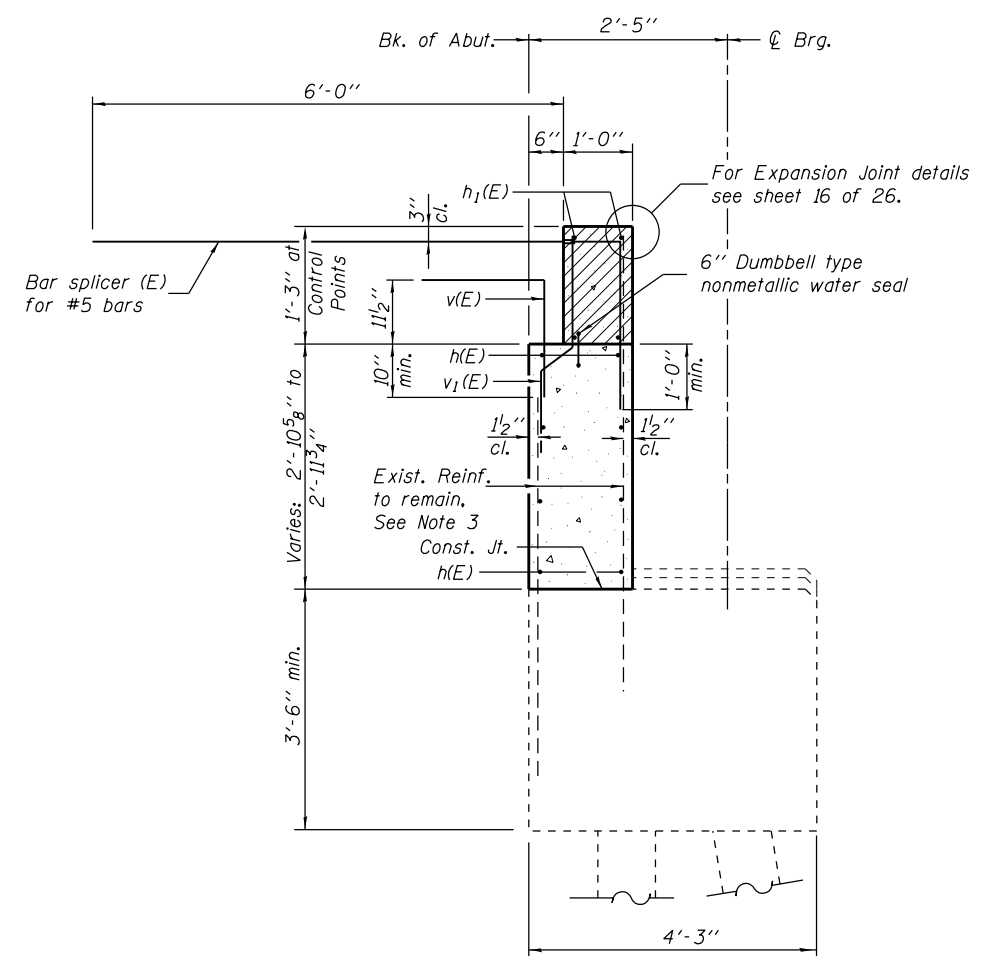 2'-5"
Bk. of Abut.
℄ Brg.
6'-0"
6"
1'-0"
For Expansion Joint details
see sheet 16 of 26.
h1(E)
3"
cl.
6" Dumbbell type
nonmetallic water seal
Bar splicer (E)
for #5 bars
1'-3" at
Control
Points
11½"
v(E)
h(E)
10"
min.
v1(E)
1'-0"
min.
1½"
cl.
1½"
cl.
Varies: 2'-10⅝" to
2'-11¾"
Exist. Reinf.
to remain.
See Note 3
Const. Jt.
h(E)
3'-6" min.
4'-3"